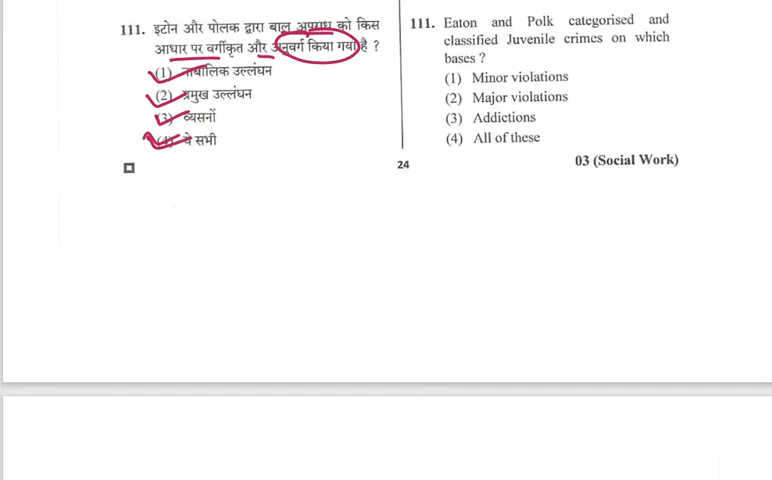 111. इटोन और पोलक द्वारा बाल अपराध को किस
आधार पर वर्गीकृत और अनुवर्ग किया गया है ?
(1) नाबालिक उल्लंघन
(2) प्रमुख उल्लंघन
(3) व्यसनों
(4) ये सभी
111. Eaton and Polk categorised and
classified Juvenile crimes on which
bases ?
(1) Minor violations
(2) Major violations
(3) Addictions
(4) All of these
24
03 (Social Work)